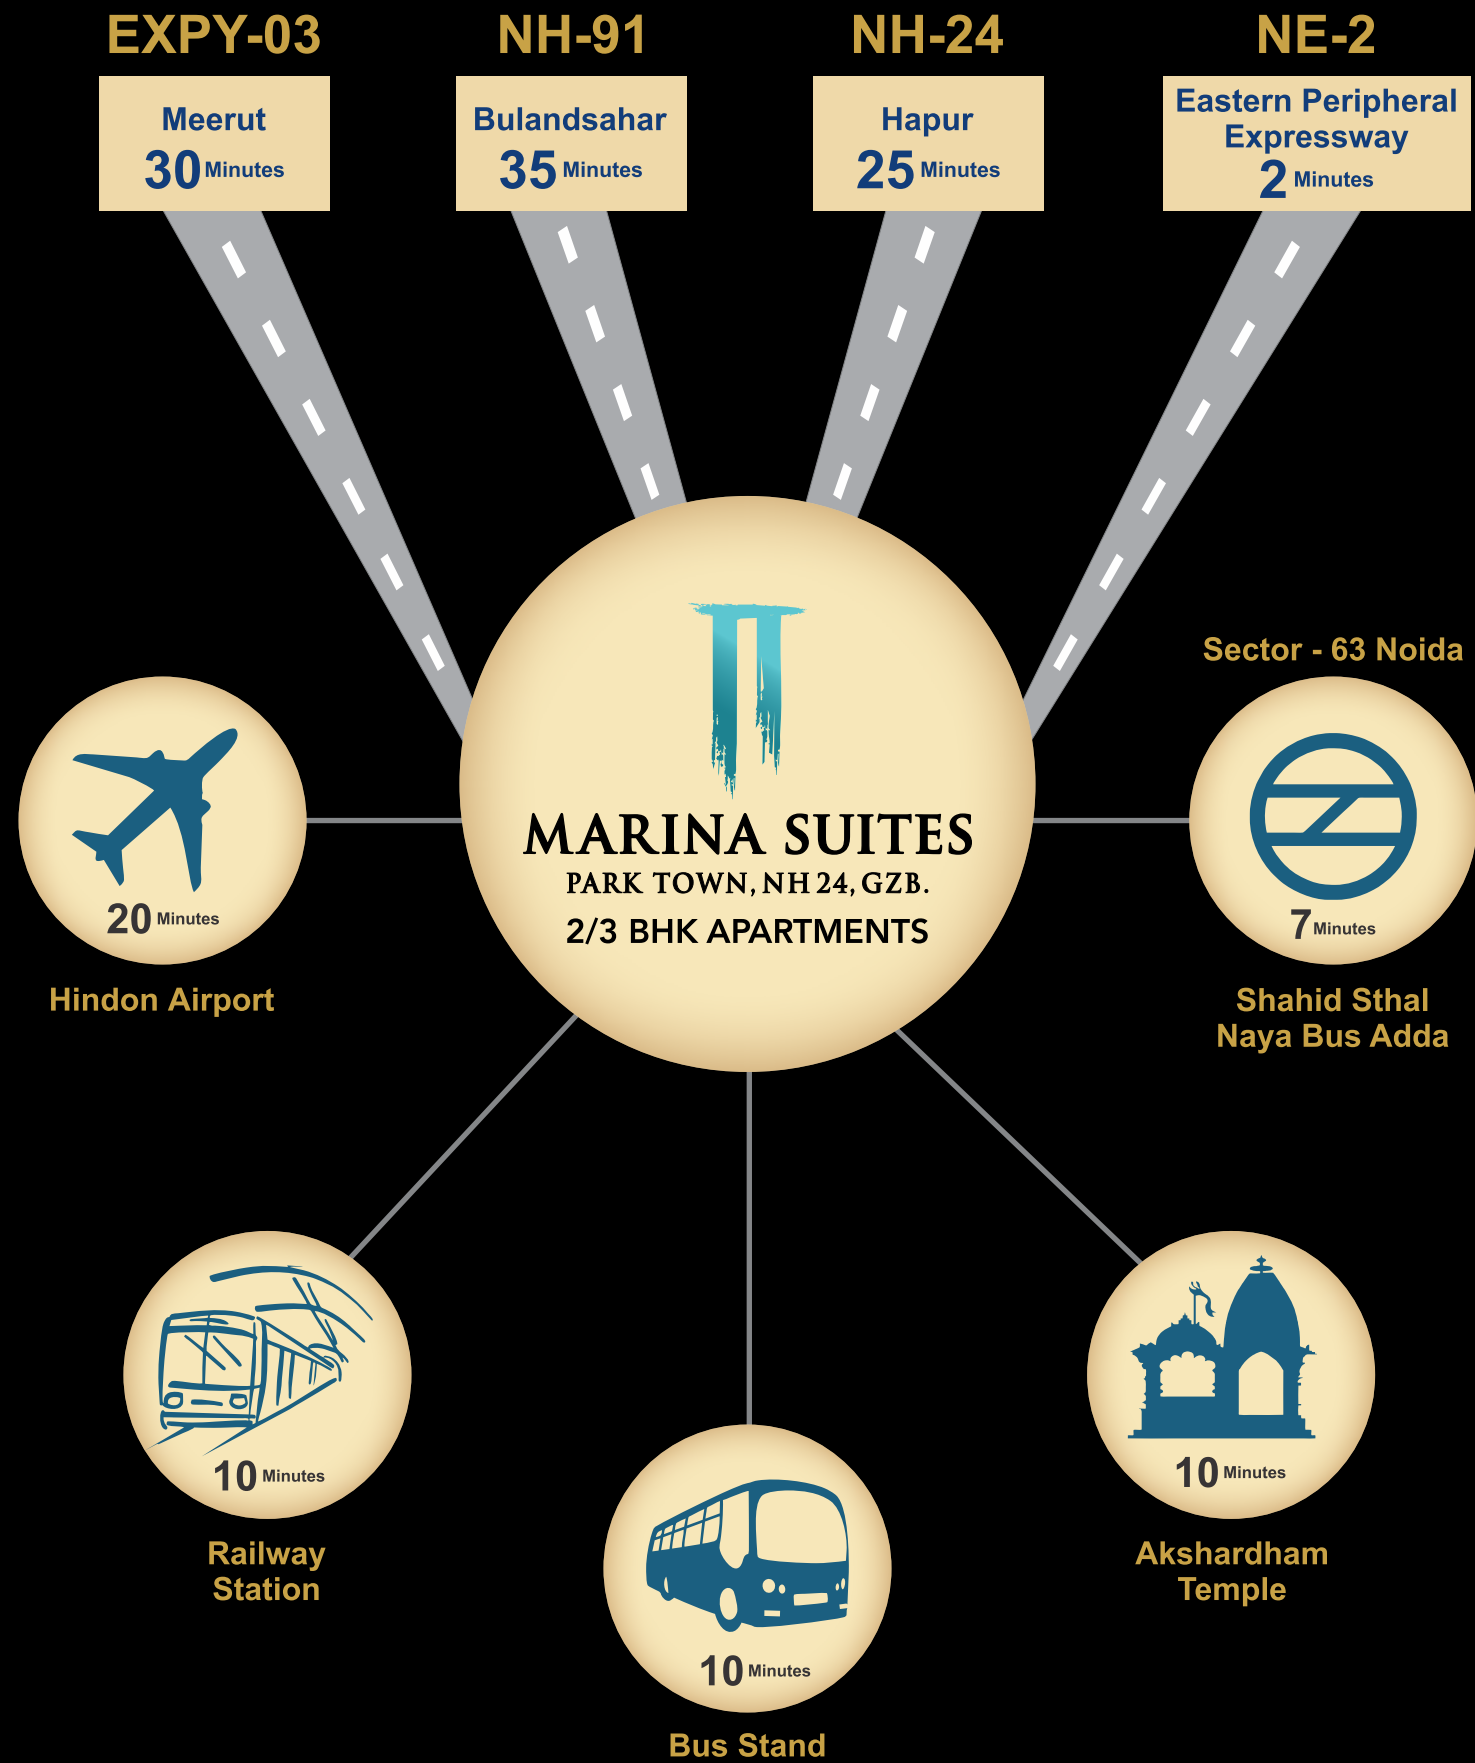 EXPY-03
Meerut
30 Minutes
NH-91
Bulandsahar
35 Minutes
NH-24
Hapur
25 Minutes
NE-2
Eastern Peripheral
Expressway
2 Minutes
MARINA SUITES
PARK TOWN, NH 24, GZB.
2/3 BHK APARTMENTS
20 Minutes
Hindon Airport
Sector - 63 Noida
7 Minutes
Shahid Sthal
Naya Bus Adda
10 Minutes
Railway
Station
10 Minutes
Bus Stand
10 Minutes
Akshardham
Temple